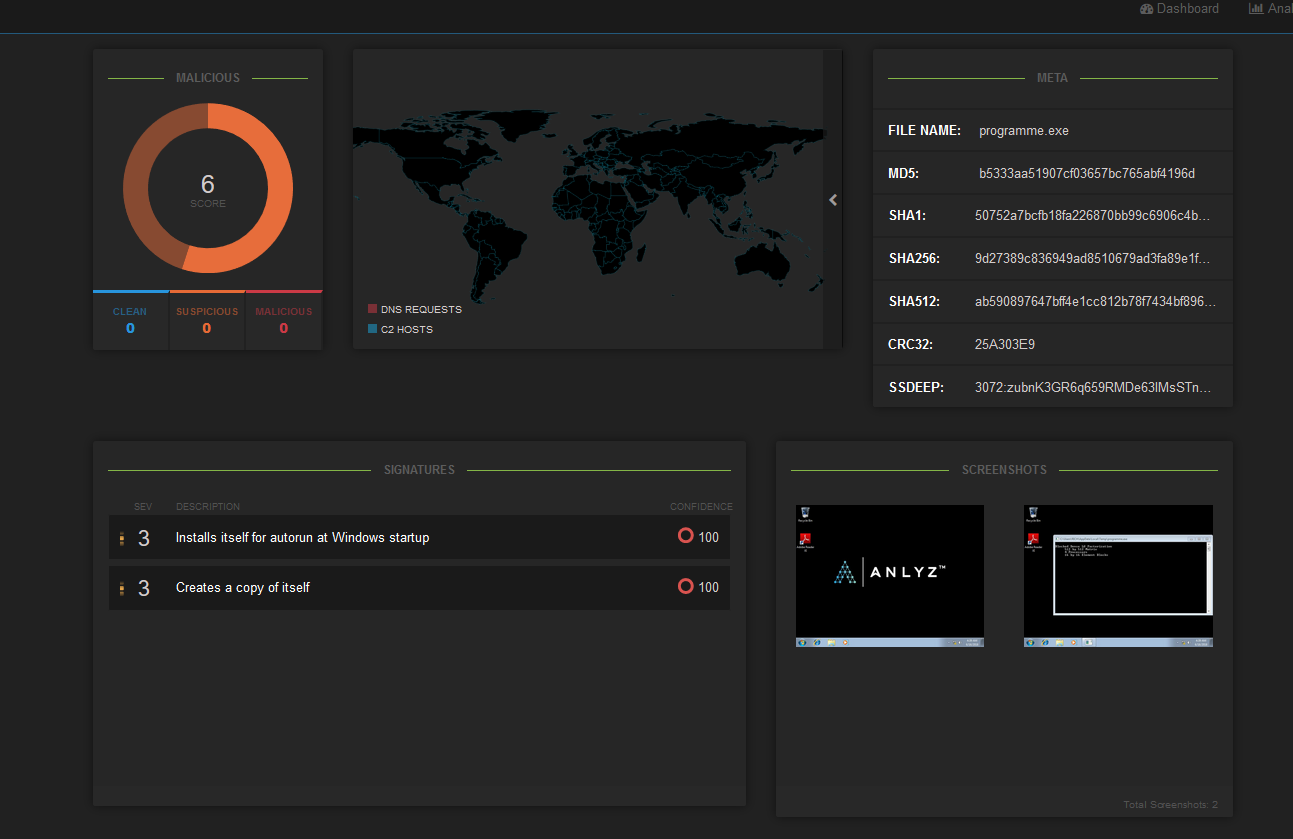 Dashboard
Anal
MALICIOUS
6
SCORE
CLEAN
0
SUSPICIOUS
0
MALICIOUS
0
DNS REQUESTS
C2 HOSTS
META
FILE NAME: programme.exe
MD5: b5333aa51907cf03657bc765abf4196d
SHA1: 50752a7bcfb18fa226870bb99c6906c4b...
SHA256: 9d27389c836949ad8510679ad3fa89e1f...
SHA512: ab590897647bff4e1cc812b78f7434bf896...
CRC32: 25A303E9
SSDEEP: 3072:zubnK3GR6q659RMDe63lMsSTn...
SIGNATURES
SEV DESCRIPTION CONFIDENCE
3 Installs itself for autorun at Windows startup 100
3 Creates a copy of itself 100
SCREENSHOTS
ANLYZ™
Total Screenshots: 2